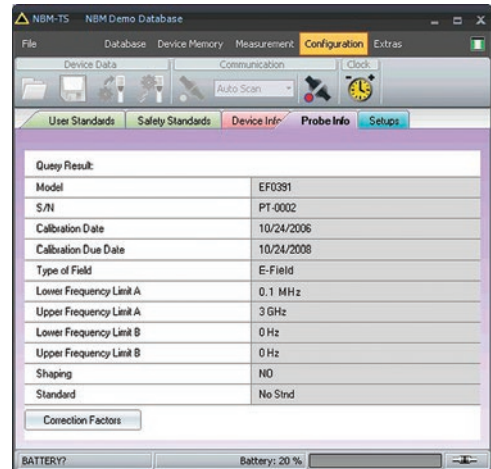 NBM-TS NBM Demo Database
File Database Device Memory Measurement Configuration Extras
Device Data Communication Clock
Auto Scan
User Standards Safety Standards Device Info Probe Info Setups
Query Result:
Model EF0391
S/N PT-0002
Calibration Date 10/24/2006
Calibration Due Date 10/24/2008
Type of Field E-Field
Lower Frequency Limit A 0.1 MHz
Upper Frequency Limit A 3 GHz
Lower Frequency Limit B 0 Hz
Upper Frequency Limit B 0 Hz
Shaping NO
Standard No Stnd
Correction Factors
BATTERY? Battery: 20 %